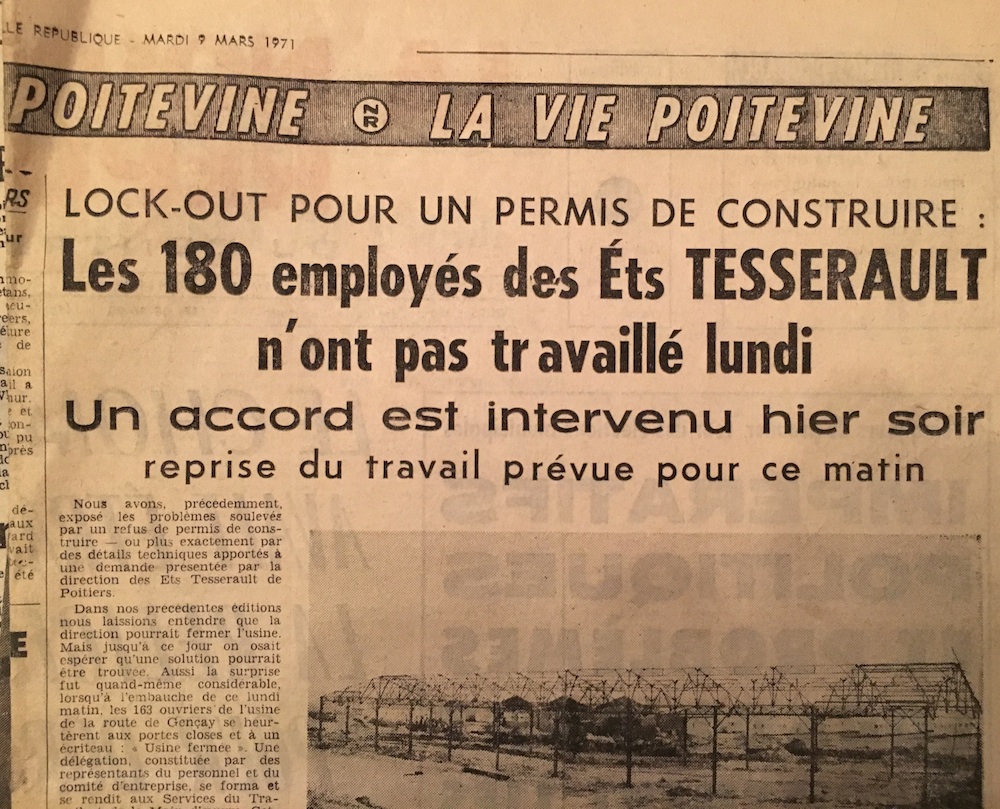 LE REPUBLIQUE - MARDI 9 MARS 1971
POITEVINE NR LA VIE POITEVINE
LOCK-OUT POUR UN PERMIS DE CONSTRUIRE :
Les 180 employés des Éts TESSERAULT
n'ont pas travaillé lundi
Un accord est intervenu hier soir
reprise du travail prévue pour ce matin
Nous avons, précédemment,
exposé les problèmes soulevés
par un refus de permis de cons-
truire — ou plus exactement par
des détails techniques apportés à
une demande présentée par la
direction des Ets Tesserault de
Poitiers.
Dans nos précédentes éditions
nous laissions entendre que la
direction pourrait fermer l'usine.
Mais jusqu'à ce jour on osait
espérer qu'une solution pourrait
être trouvée. Aussi la surprise
fut quand-même considérable,
lorsqu'à l'embauche de ce lundi
matin, les 163 ouvriers de l'usine
de la route de Gençay se heur-
tèrent aux portes closes et à un
écriteau : « Usine fermée ». Une
délégation, constituée par des
représentants du personnel et du
comité d'entreprise, se forma et
se rendit aux Services du Tra-